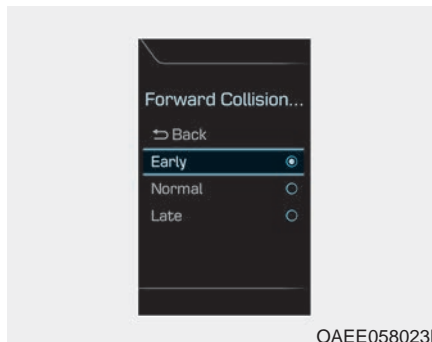 Forward Collision...
Back
Early
Normal
Late
OAEE058023